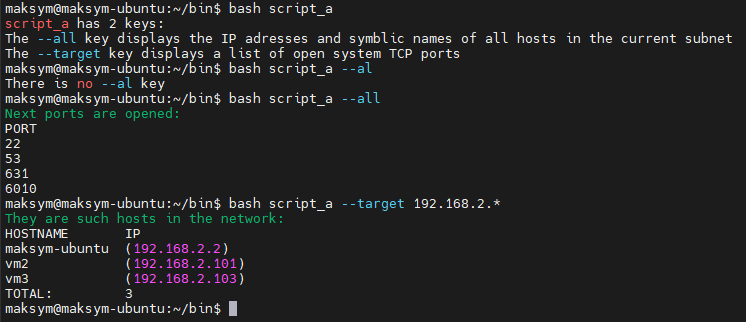 maksym@maksym-ubuntu:~/bin$ bash script_a
script_a has 2 keys:
The --all key displays the IP adresses and symblic names of all hosts in the current subnet
The --target key displays a list of open system TCP ports
maksym@maksym-ubuntu:~/bin$ bash script_a --al
There is no --al key
maksym@maksym-ubuntu:~/bin$ bash script_a --all
Next ports are opened:
PORT
22
53
631
6010
maksym@maksym-ubuntu:~/bin$ bash script_a --target 192.168.2.*
They are such hosts in the network:
HOSTNAME       IP
maksym-ubuntu  (192.168.2.2)
vm2            (192.168.2.101)
vm3            (192.168.2.103)
TOTAL:         3
maksym@maksym-ubuntu:~/bin$